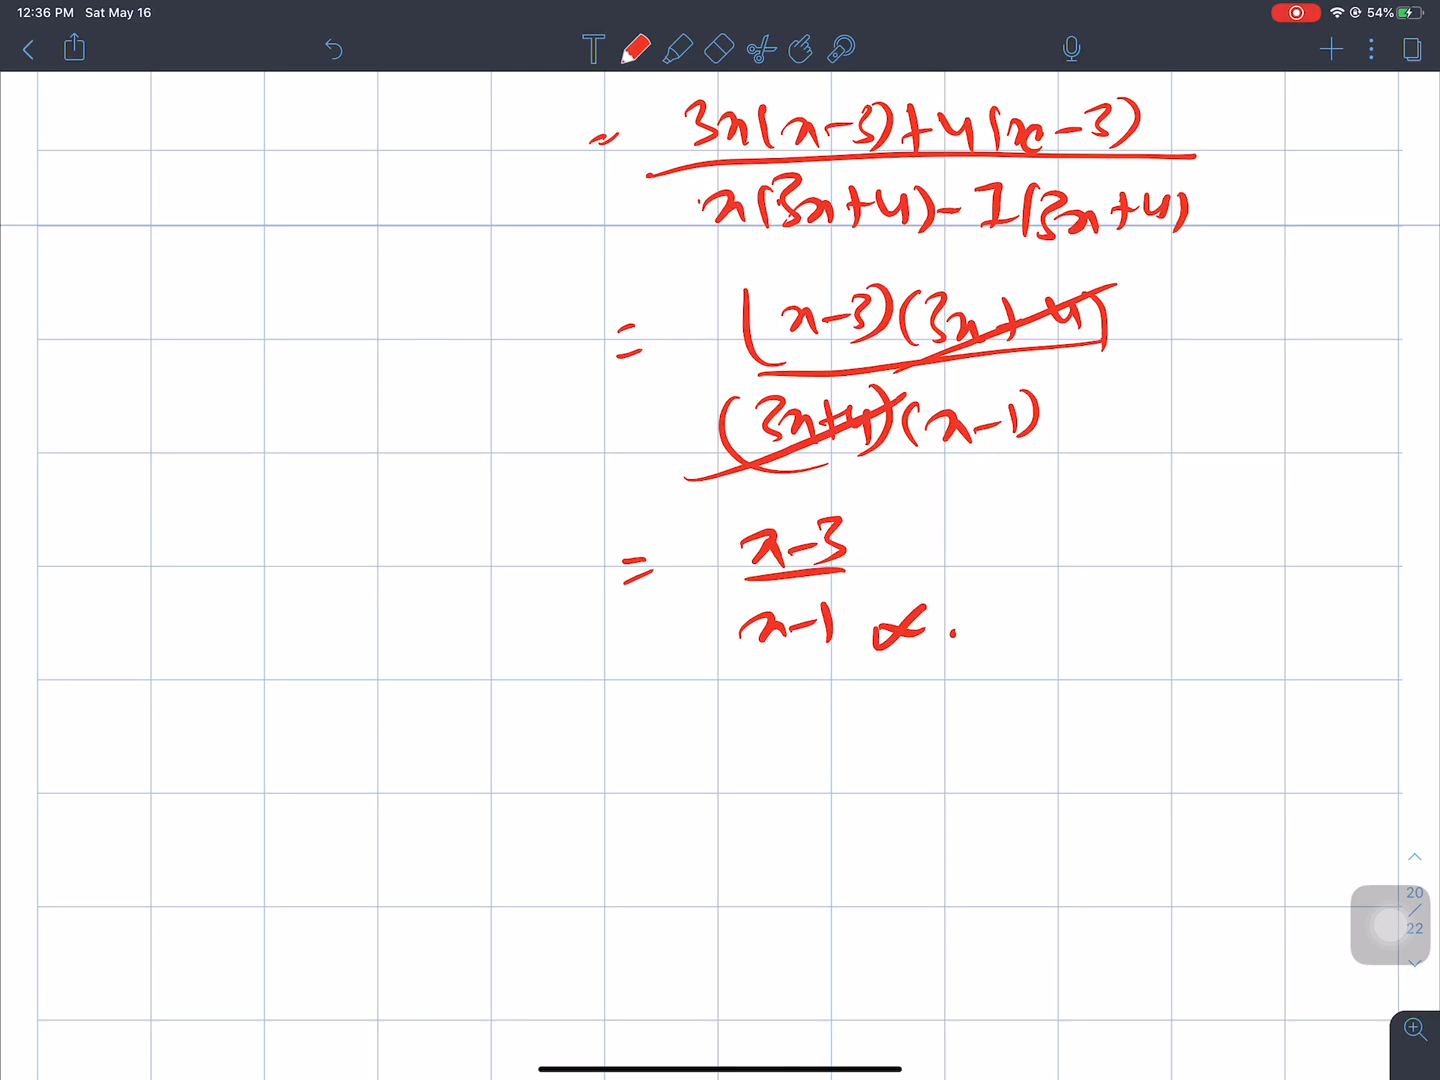 12:36 PM Sat May 16
54%
T
= 3x(x-3)+4(x-3)
x(3x+4)-1(3x+4)
= (x-3)(3x+4)
(3x+4)(x-1)
= x-3
x-1
20
/
22